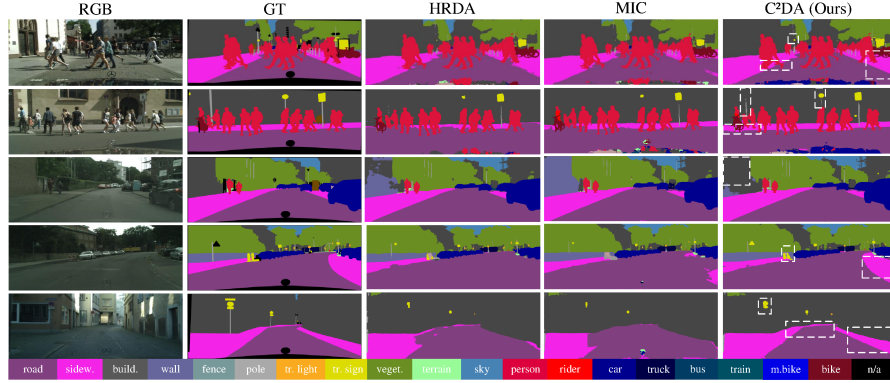 RGB GT HRDA MIC C²DA (Ours)
road sidew. build. wall fence pole tr. light tr. sign veget. terrain sky person rider car truck bus train m.bike bike n/a